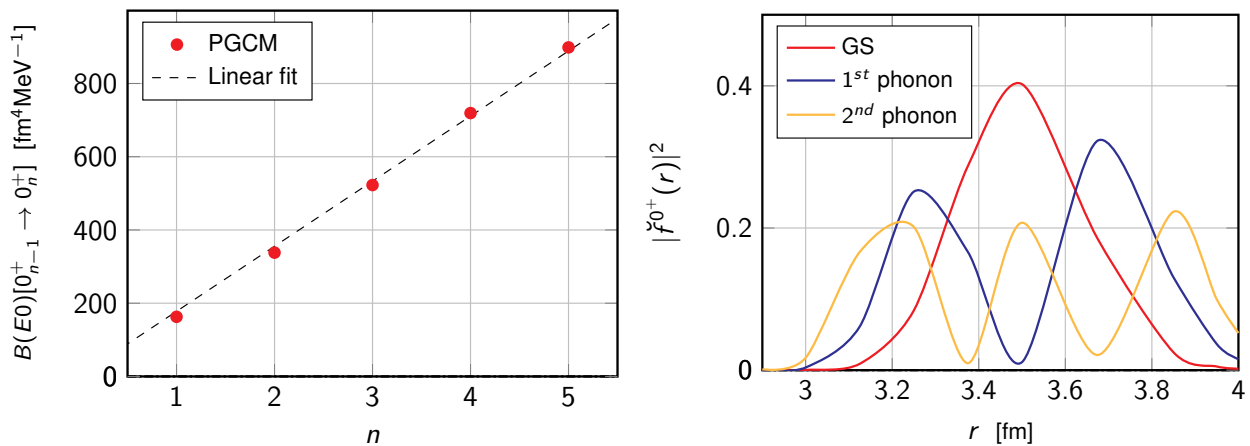 B(E0)[0⁺ₙ₋₁ → 0⁺ₙ] [fm⁴MeV⁻¹]
PGCM
Linear fit
800
600
400
200
0
1 2 3 4 5
n
|f̆^{0⁺}(r)|²
GS
1ˢᵗ phonon
2ⁿᵈ phonon
0.4
0.2
0
3 3.2 3.4 3.6 3.8 4
r [fm]